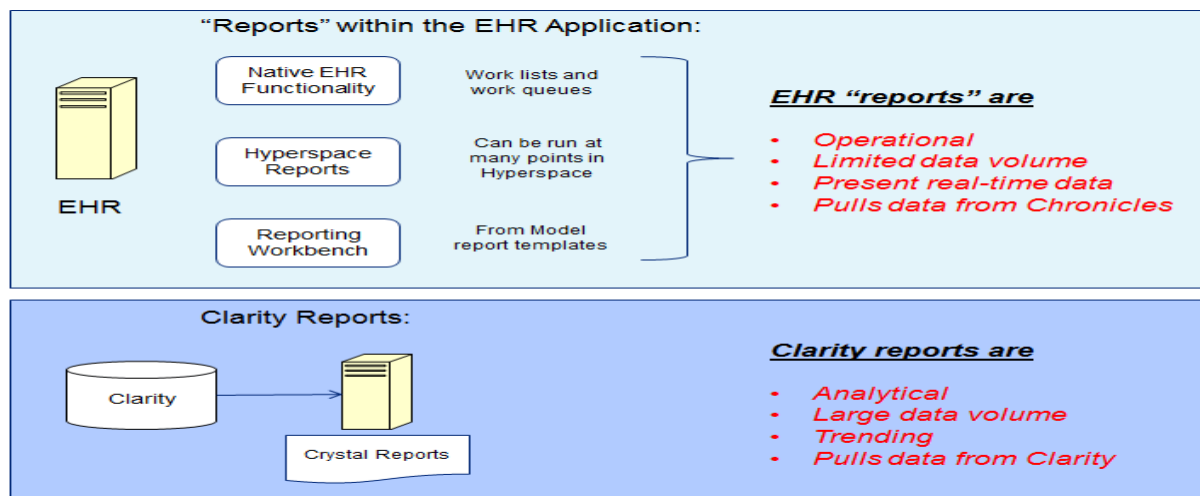 “Reports” within the EHR Application:
EHR
Native EHR
Functionality
Work lists and
work queues
Hyperspace
Reports
Can be run at
many points in
Hyperspace
Reporting
Workbench
From Model
report templates
EHR “reports” are
• Operational
• Limited data volume
• Present real-time data
• Pulls data from Chronicles
Clarity Reports:
Clarity
Crystal Reports
Clarity reports are
• Analytical
• Large data volume
• Trending
• Pulls data from Clarity